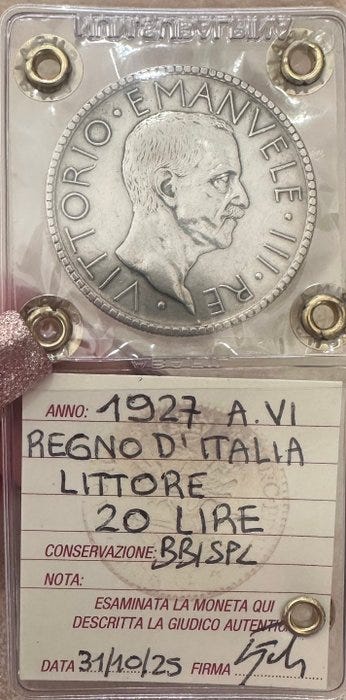 VITTORIO · EMANVELE · III · RE ·
ANNO: 1927 A.VI
REGNO D'ITALIA
LITTORE
20 LIRE
CONSERVAZIONE: BB/SPL
NOTA:
ESAMINATA LA MONETA QUI
DESCRITTA LA GIUDICO
DATA 31/10/25 FIRMA